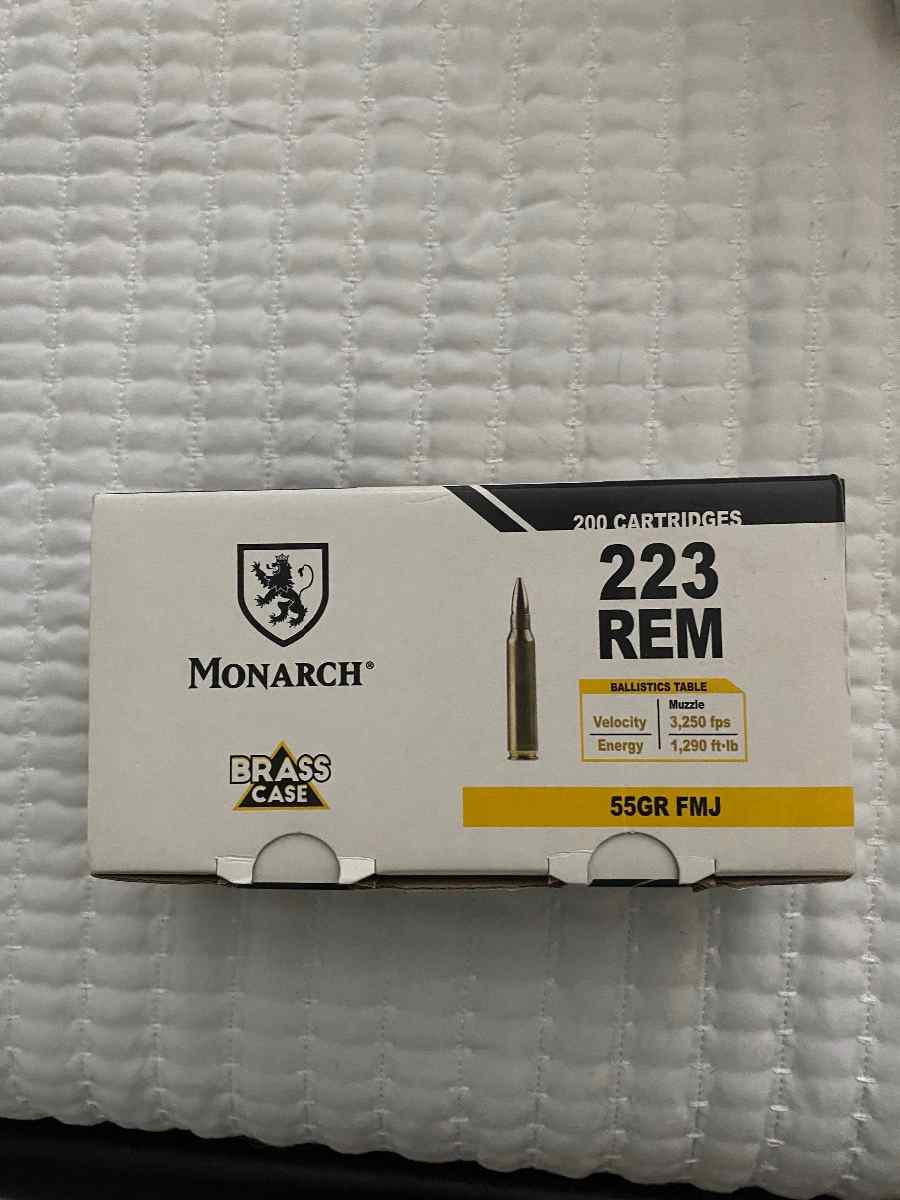 200 CARTRIDGES
223
REM
MONARCH®
BALLISTICS TABLE
Muzzle
Velocity 3,250 fps
Energy 1,290 ft•lb
BRASS
CASE
55GR FMJ